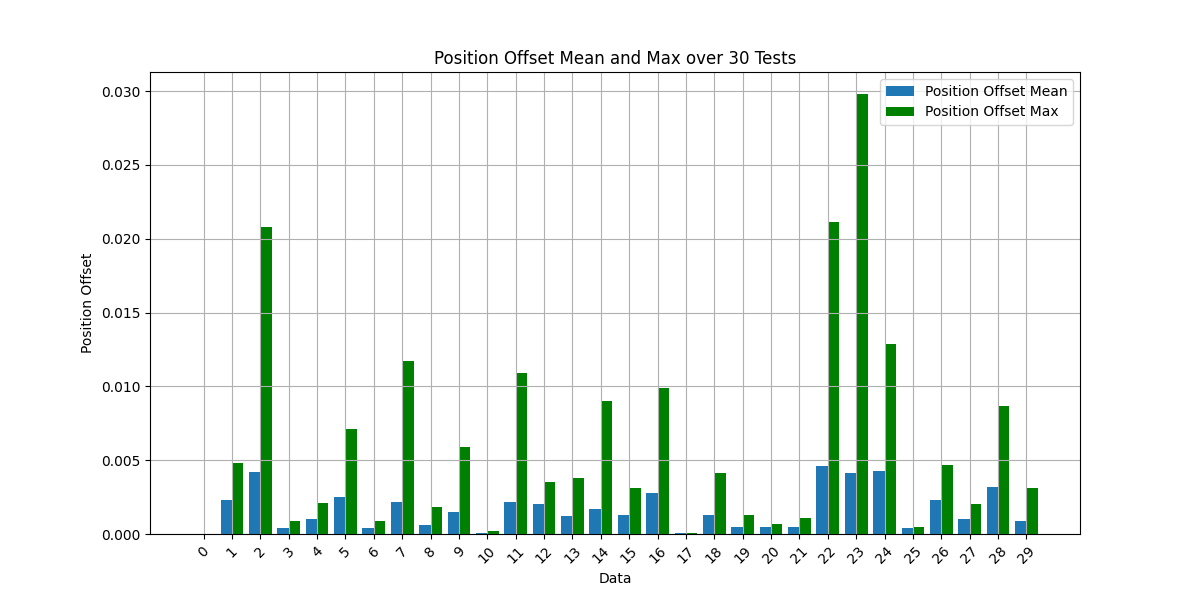 Position Offset Mean and Max over 30 Tests
Position Offset Mean
Position Offset Max
0.030
0.025
0.020
0.015
0.010
0.005
0.000
Position Offset
0 1 2 3 4 5 6 7 8 9 10 11 12 13 14 15 16 17 18 19 20 21 22 23 24 25 26 27 28 29
Data